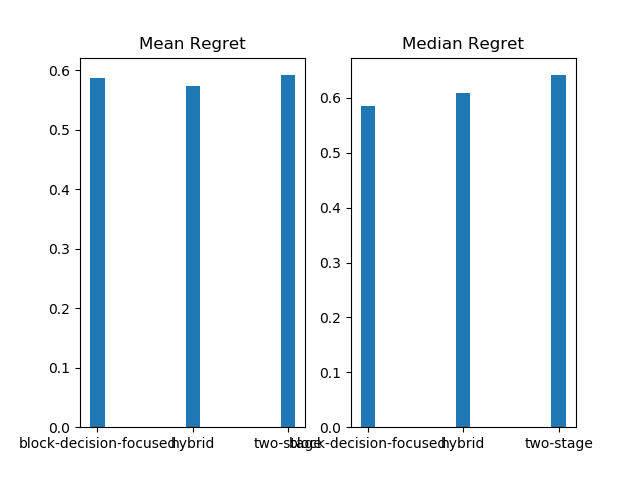 Mean Regret
0.6
0.5
0.4
0.3
0.2
0.1
0.0
block-decision-focused
hybrid
two-stage
Median Regret
0.6
0.5
0.4
0.3
0.2
0.1
0.0
block-decision-focused
hybrid
two-stage